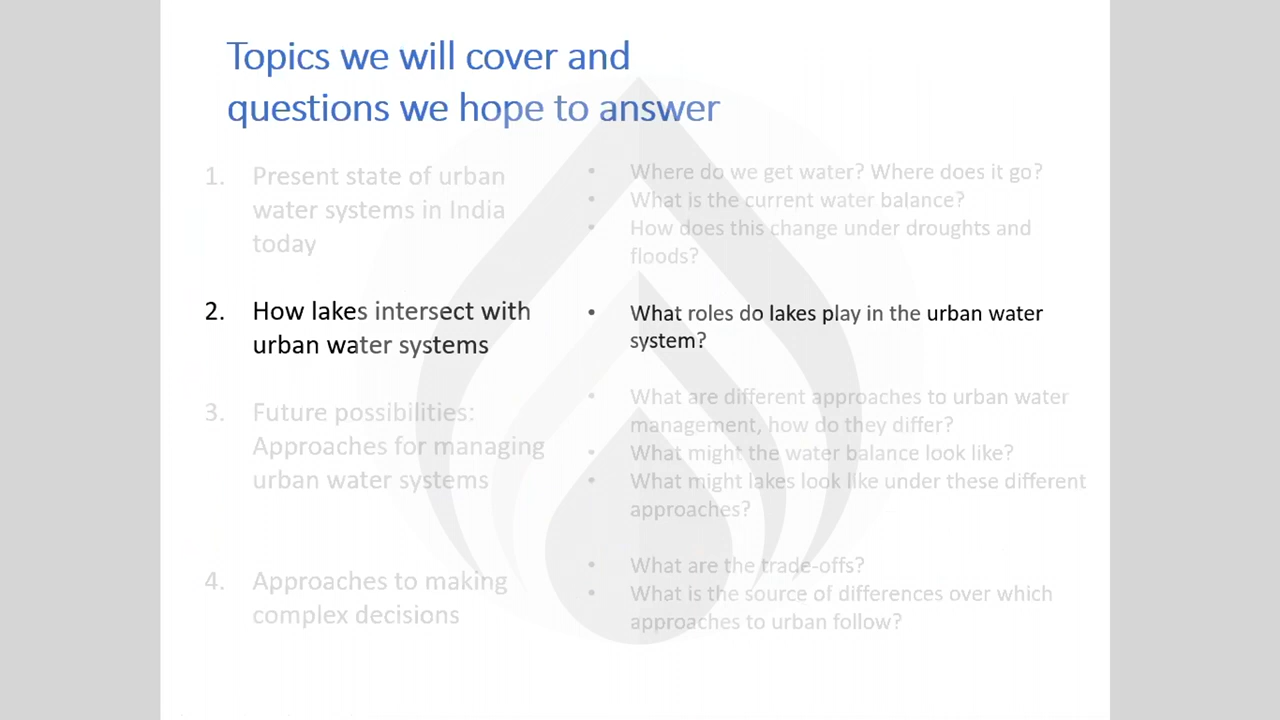 Topics we will cover and
questions we hope to answer
1. Present state of urban
water systems in India
today
• Where do we get water? Where does it go?
• What is the current water balance?
• How does this change under droughts and
floods?
2. How lakes intersect with
urban water systems
• What roles do lakes play in the urban water
system?
3. Future possibilities:
Approaches for managing
urban water systems
• What are different approaches to urban water
management, how do they differ?
• What might the water balance look like?
• What might lakes look like under these different
approaches?
4. Approaches to making
complex decisions
• What are the trade-offs?
• What is the source of differences over which
approaches to urban follow?